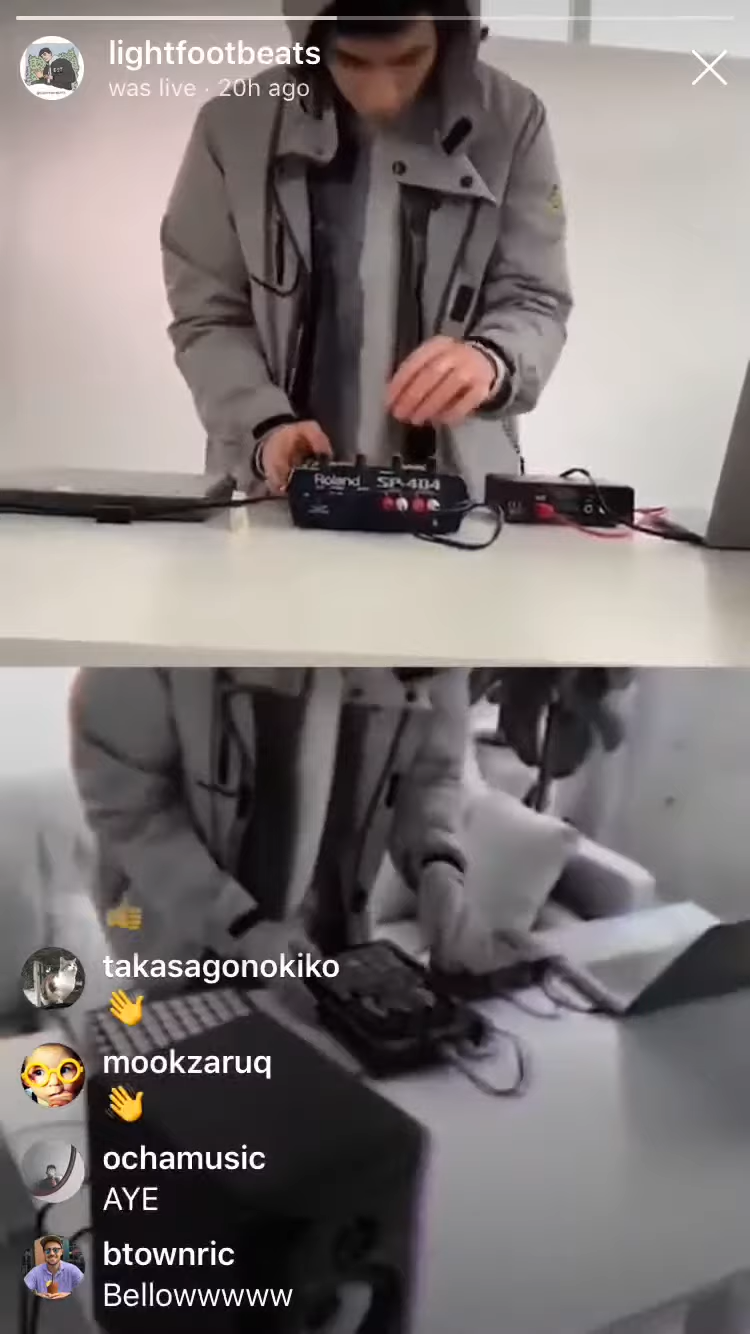 lightfootbeats
was live · 20h ago
Roland SP-404
takasagonokiko
👋
mookzaruq
👋
ochamusic
AYE
btownric
Bellowwwww